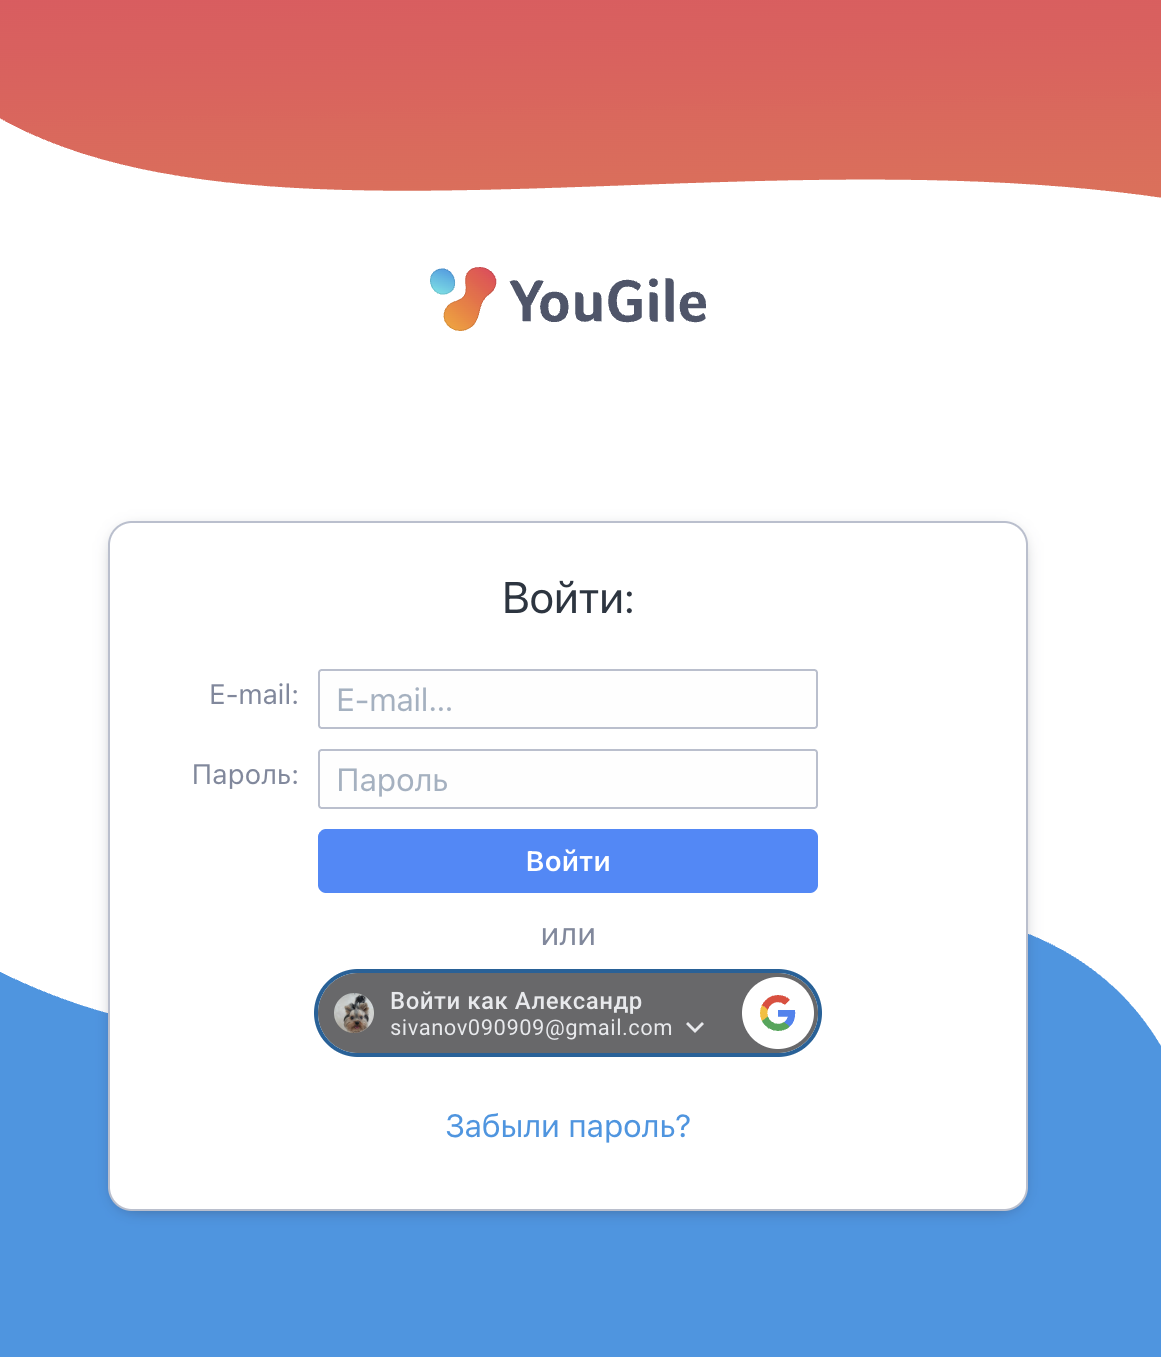 YouGile
Войти:
E-mail:
E-mail...
Пароль:
Пароль
Войти
или
Войти как Александр
sivanov090909@gmail.com
Забыли пароль?